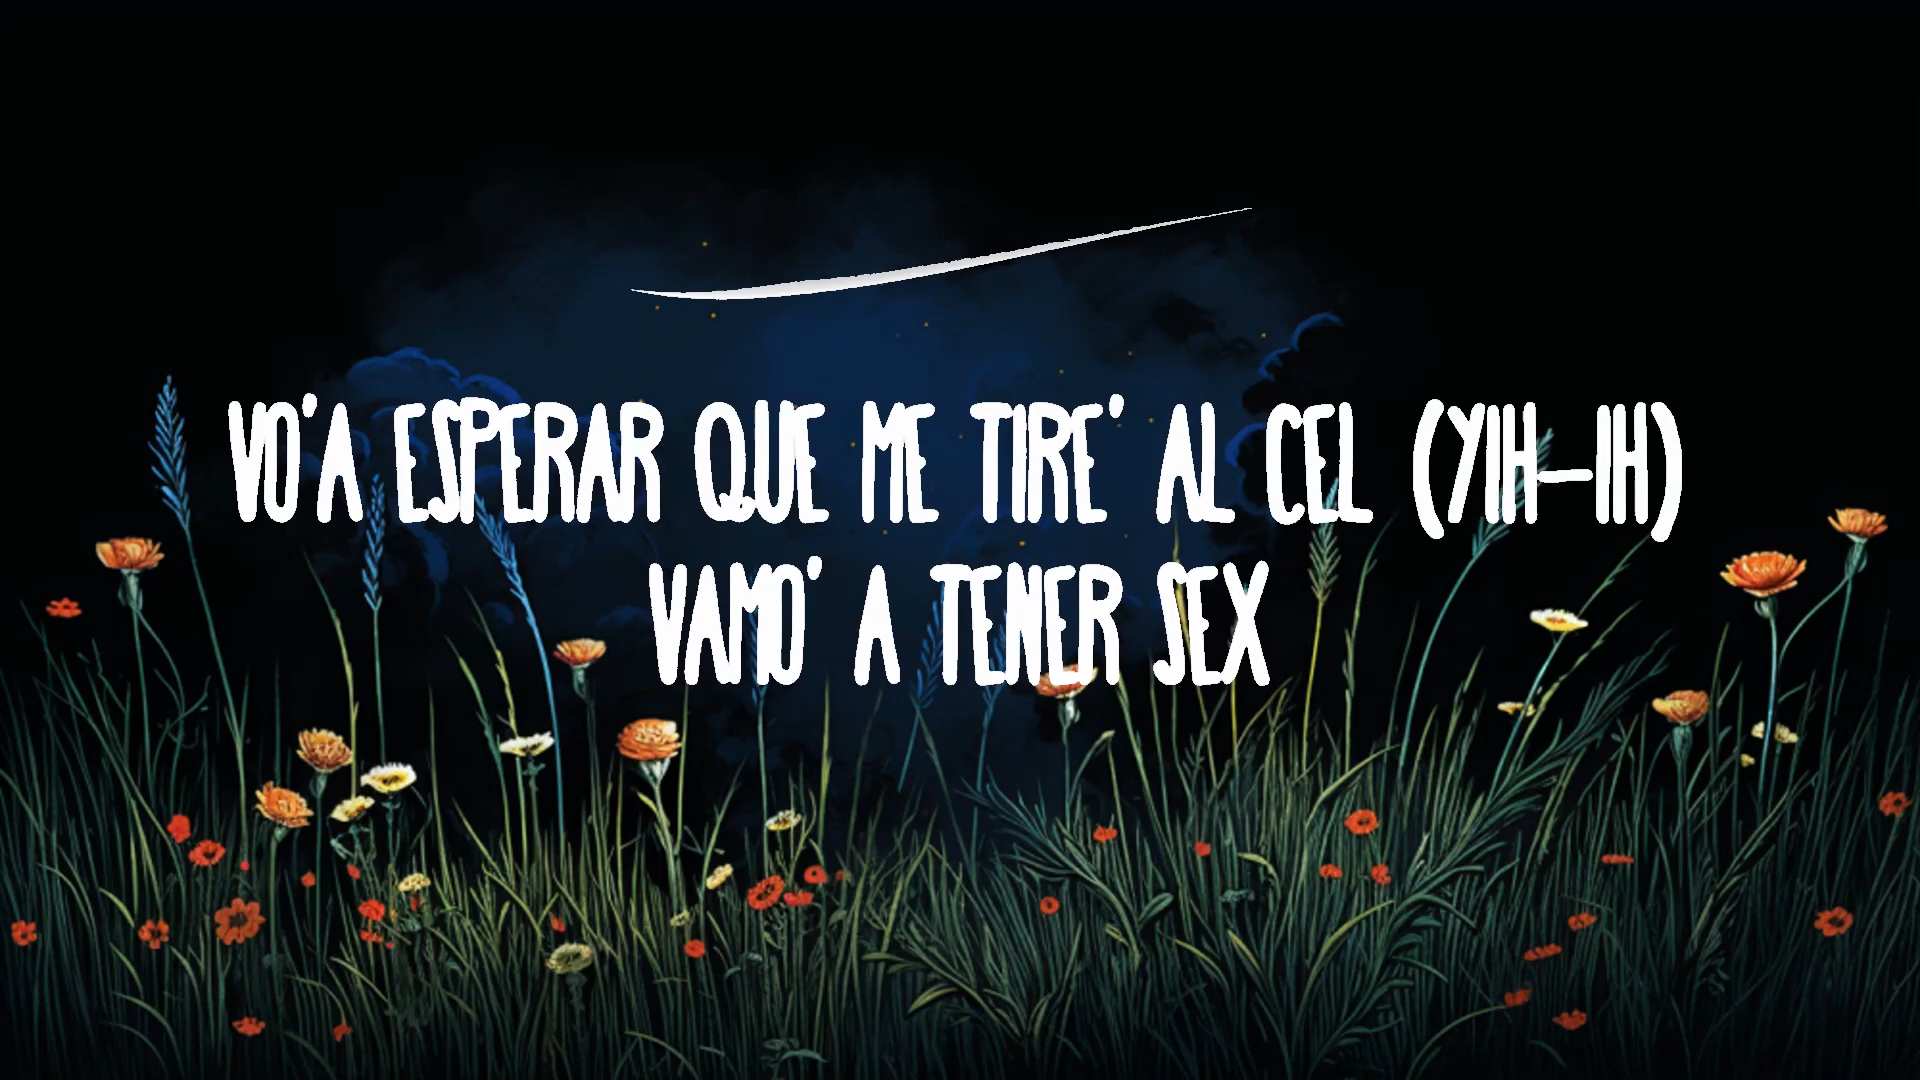 VO'A ESPERAR QUE ME TIRE' AL CEL (YIH-IH)
VAMO' A TENER SEX